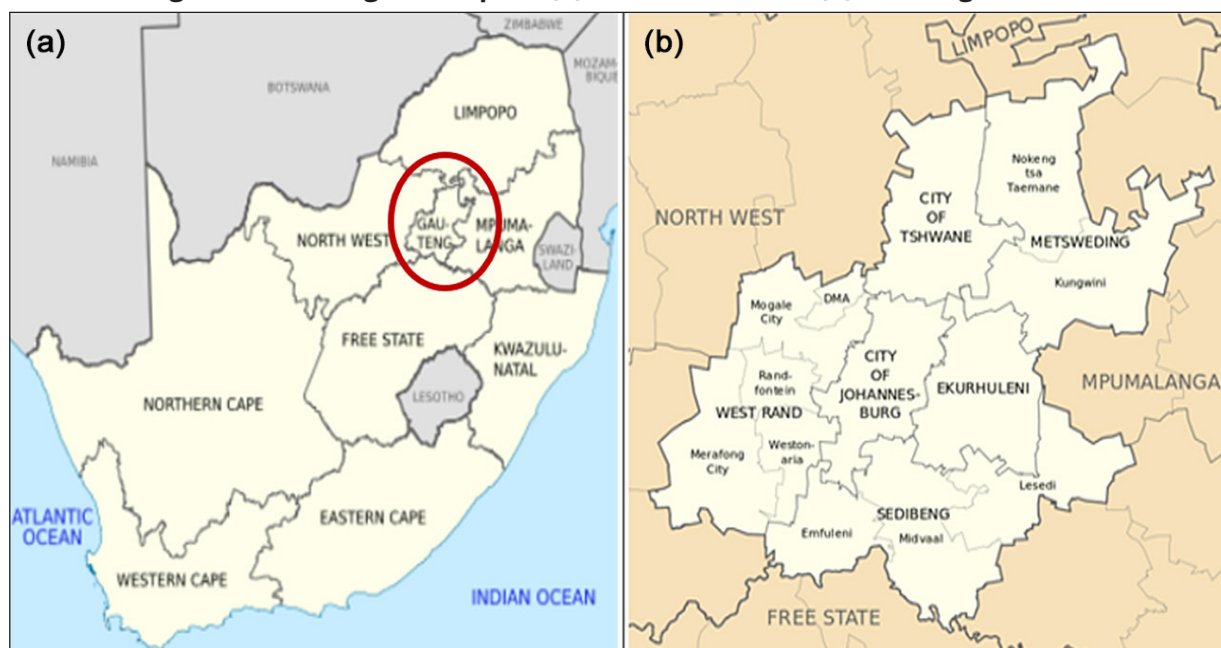 (a)
ZIMBABWE
MOZAM-
BIQUE
BOTSWANA
LIMPOPO
NAMIBIA
GAU-
TENG
NORTH WEST
MPUMA-
LANGA
SWAZI-
LAND
FREE STATE
KWAZULU-
NATAL
LESOTHO
NORTHERN CAPE
ATLANTIC
OCEAN
EASTERN CAPE
WESTERN CAPE
INDIAN OCEAN
(b)
LIMPOPO
Nokeng
tsa
Taemane
CITY
OF
TSHWANE
NORTH WEST
METSWEDING
Kungwini
Mogale
City
DMA
CITY
OF
JOHANNES-
BURG
Rand-
fontein
EKURHULENI
MPUMALANGA
WEST RAND
Merafong
City
Weston-
aria
Lesedi
SEDIBENG
Emfuleni
Midvaal
FREE STATE